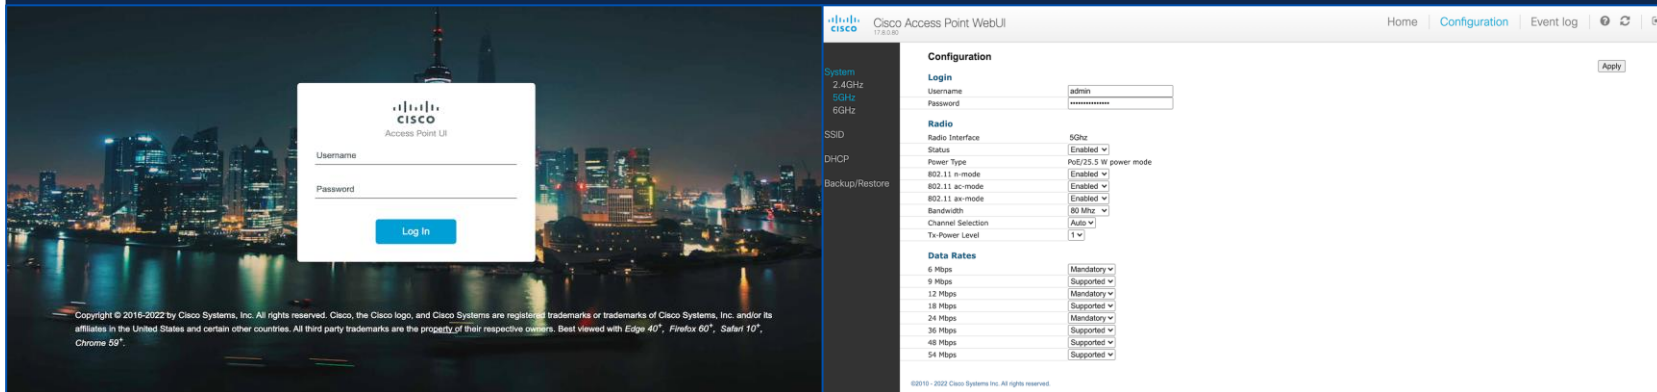 CISCO
Access Point UI
Username
Password
Log In
Copyright © 2016-2022 by Cisco Systems, Inc. All rights reserved. Cisco, the Cisco logo, and Cisco Systems are registered trademarks or trademarks of Cisco Systems, Inc. and/or its
affiliates in the United States and certain other countries. All third party trademarks are the property of their respective owners. Best viewed with Edge 40+, Firefox 60+, Safari 10+,
Chrome 59+.
CISCO
Cisco Access Point WebUI
17.9.0.80
Home
Configuration
Event log
System
2.4GHz
5GHz
6GHz
SSID
DHCP
Backup/Restore
Configuration
Apply
Login
Username admin
Password ••••••••••••••
Radio
Radio Interface 5Ghz
Status Enabled
Power Type PoE/25.5 W power mode
802.11 n-mode Enabled
802.11 ac-mode Enabled
802.11 ax-mode Enabled
Bandwidth 80 Mhz
Channel Selection Auto
Tx-Power Level 1
Data Rates
6 Mbps Mandatory
9 Mbps Supported
12 Mbps Mandatory
18 Mbps Supported
24 Mbps Mandatory
36 Mbps Supported
48 Mbps Supported
54 Mbps Supported
©2010 - 2022 Cisco Systems Inc. All rights reserved.